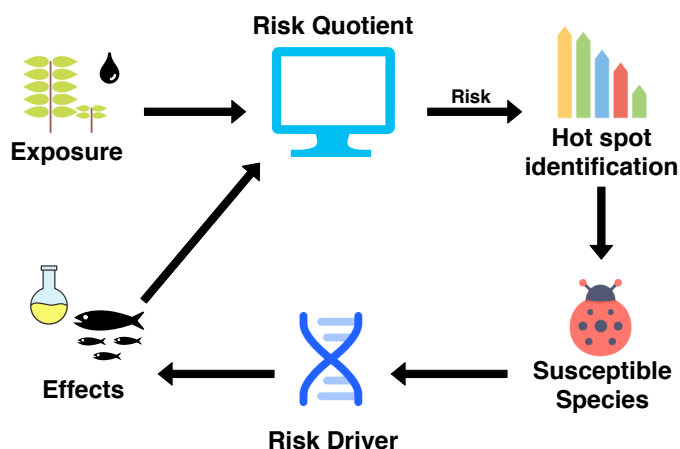 Risk Quotient
Exposure
Risk
Hot spot
identification
Effects
Risk Driver
Susceptible
Species